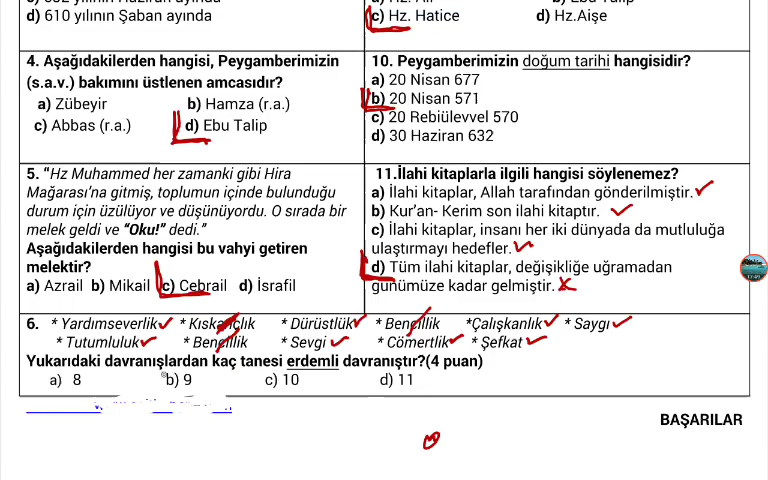 d) 610 yılının Şaban ayında
4. Aşağıdakilerden hangisi, Peygamberimizin
(s.a.v.) bakımını üstlenen amcasıdır?
a) Zübeyir b) Hamza (r.a.)
c) Abbas (r.a.) d) Ebu Talip
5. "Hz Muhammed her zamanki gibi Hira
Mağarası'na gitmiş, toplumun içinde bulunduğu
durum için üzülüyor ve düşünüyordu. O sırada bir
melek geldi ve "Oku!" dedi."
Aşağıdakilerden hangisi bu vahyi getiren
melektir?
a) Azrail b) Mikail c) Cebrail d) İsrafil
c) Hz. Hatice d) Hz.Aişe
10. Peygamberimizin doğum tarihi hangisidir?
a) 20 Nisan 677
b) 20 Nisan 571
c) 20 Rebiülevvel 570
d) 30 Haziran 632
11.İlahi kitaplarla ilgili hangisi söylenemez?
a) İlahi kitaplar, Allah tarafından gönderilmiştir.
b) Kur'an- Kerim son ilahi kitaptır.
c) İlahi kitaplar, insanı her iki dünyada da mutluluğa
ulaştırmayı hedefler.
d) Tüm ilahi kitaplar, değişikliğe uğramadan
günümüze kadar gelmiştir.
6. * Yardımseverlik * Kıskançlık * Dürüstlük * Bencillik *Çalışkanlık * Saygı
* Tutumluluk * Bencillik * Sevgi * Cömertlik * Şefkat
Yukarıdaki davranışlardan kaç tanesi erdemli davranıştır?(4 puan)
a) 8 b) 9 c) 10 d) 11
BAŞARILAR